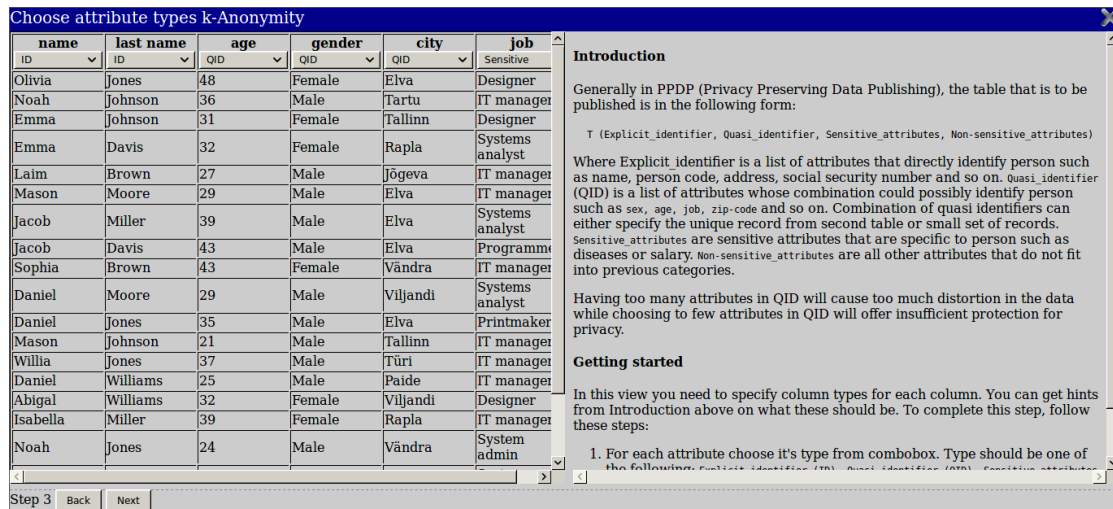 Choose attribute types k-Anonymity
name last name age gender city job
ID ID QID QID QID Sensitive
Olivia Jones 48 Female Elva Designer
Noah Johnson 36 Male Tartu IT manager
Emma Johnson 31 Female Tallinn Designer
Emma Davis 32 Female Rapla Systems analyst
Laim Brown 27 Male Jõgeva IT manager
Mason Moore 29 Male Elva IT manager
Jacob Miller 39 Male Elva Systems analyst
Jacob Davis 43 Male Elva Programme
Sophia Brown 43 Female Vändra IT manager
Daniel Moore 29 Male Viljandi Systems analyst
Daniel Jones 35 Male Elva Printmaker
Mason Johnson 21 Male Tallinn IT manager
Willia Jones 37 Male Türi IT manager
Daniel Williams 25 Male Paide IT manager
Abigal Williams 32 Female Viljandi Designer
Isabella Miller 39 Female Rapla IT manager
Noah Jones 24 Male Vändra System admin
Introduction
Generally in PPDP (Privacy Preserving Data Publishing), the table that is to be
published is in the following form:
T (Explicit_identifier, Quasi_identifier, Sensitive_attributes, Non-sensitive_attributes)
Where Explicit_identifier is a list of attributes that directly identify person such
as name, person code, address, social security number and so on. Quasi_identifier
(QID) is a list of attributes whose combination could possibly identify person
such as sex, age, job, zip-code and so on. Combination of quasi identifiers can
either specify the unique record from second table or small set of records.
Sensitive_attributes are sensitive attributes that are specific to person such as
diseases or salary. Non-sensitive_attributes are all other attributes that do not fit
into previous categories.
Having too many attributes in QID will cause too much distortion in the data
while choosing to few attributes in QID will offer insufficient protection for
privacy.
Getting started
In this view you need to specify column types for each column. You can get hints
from Introduction above on what these should be. To complete this step, follow
these steps:
1. For each attribute choose it's type from combobox. Type should be one of
the following: Explicit_identifier (ID), Quasi_identifier (QID), Sensitive_attributes
Step 3 Back Next